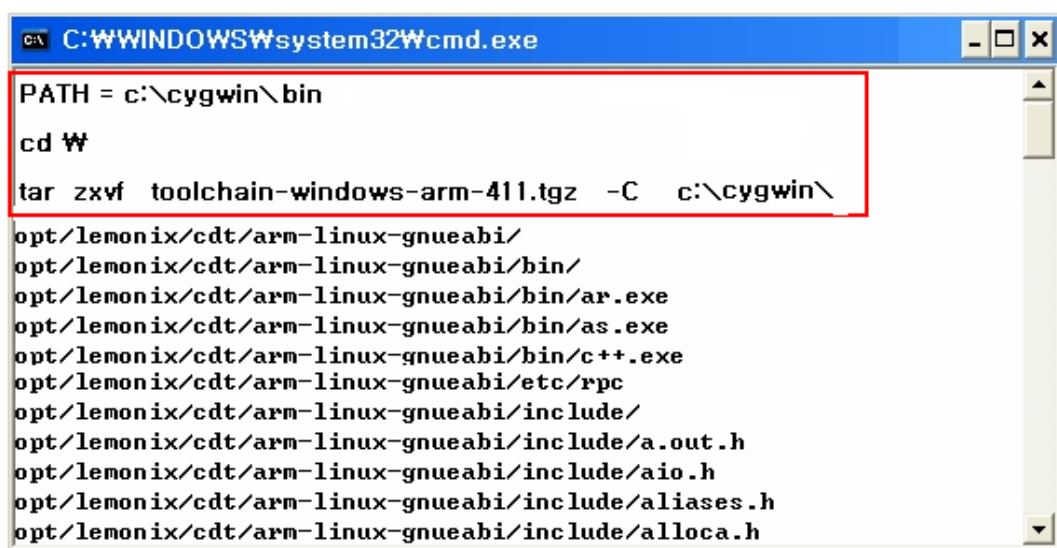 C:₩WINDOWS₩system32₩cmd.exe
PATH = c:\cygwin\bin
cd ₩
tar zxvf toolchain-windows-arm-411.tgz -C c:\cygwin\
opt/lemonix/cdt/arm-linux-gnueabi/
opt/lemonix/cdt/arm-linux-gnueabi/bin/
opt/lemonix/cdt/arm-linux-gnueabi/bin/ar.exe
opt/lemonix/cdt/arm-linux-gnueabi/bin/as.exe
opt/lemonix/cdt/arm-linux-gnueabi/bin/c++.exe
opt/lemonix/cdt/arm-linux-gnueabi/etc/rpc
opt/lemonix/cdt/arm-linux-gnueabi/include/
opt/lemonix/cdt/arm-linux-gnueabi/include/a.out.h
opt/lemonix/cdt/arm-linux-gnueabi/include/aio.h
opt/lemonix/cdt/arm-linux-gnueabi/include/aliases.h
opt/lemonix/cdt/arm-linux-gnueabi/include/alloca.h